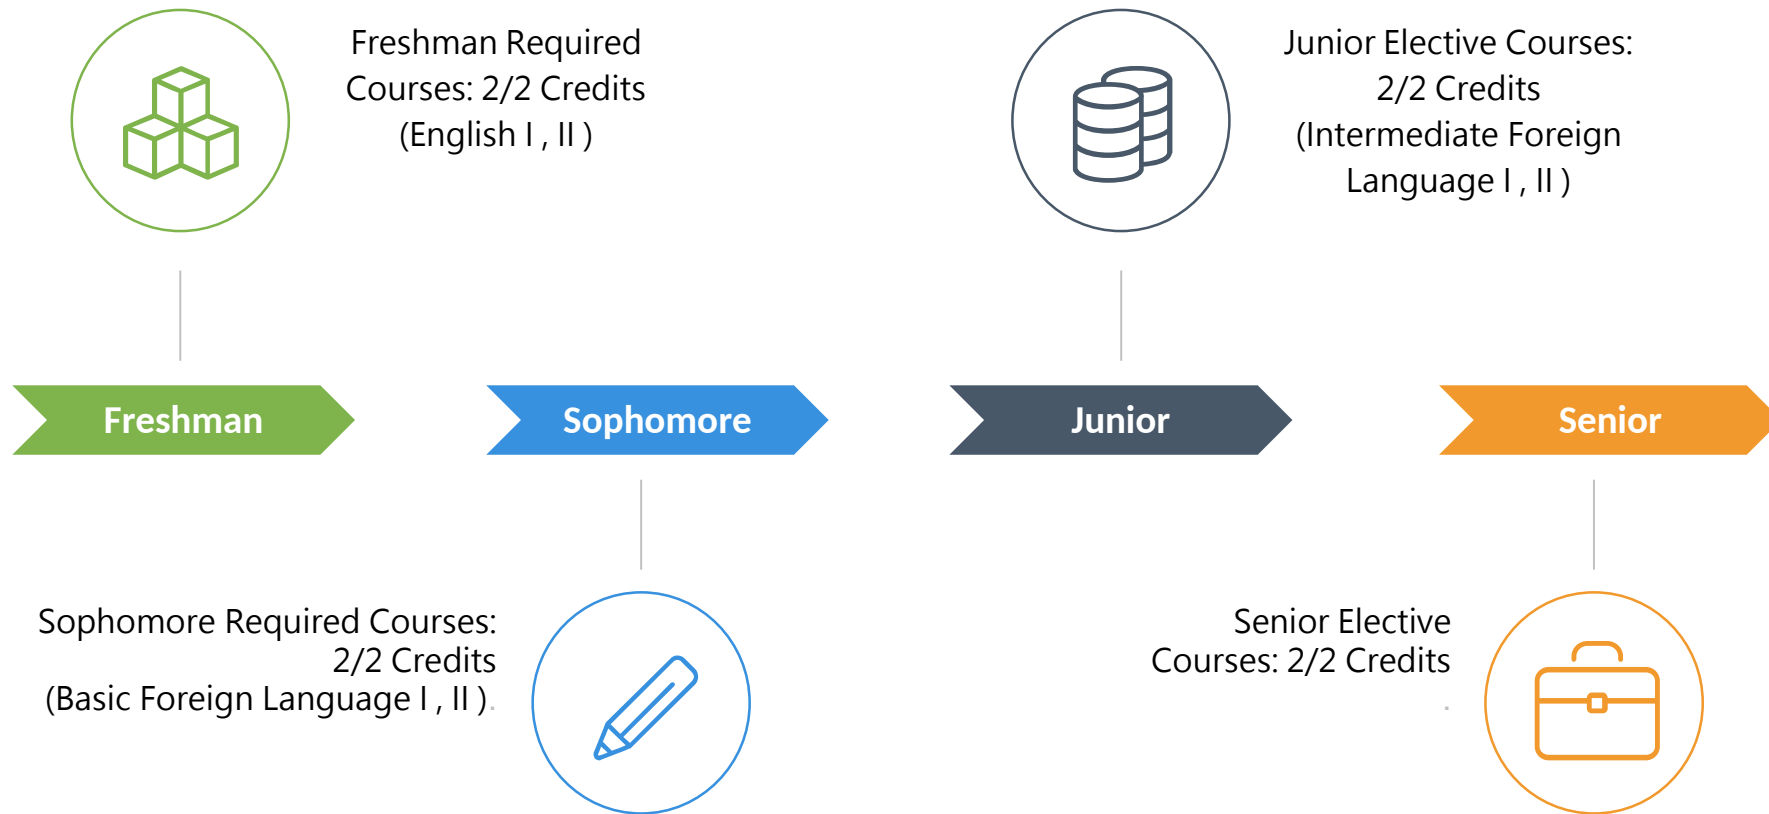 Freshman Required
Courses: 2/2 Credits
(English I , II )
Junior Elective Courses:
2/2 Credits
(Intermediate Foreign
Language I , II )
Freshman
Sophomore
Junior
Senior
Sophomore Required Courses:
2/2 Credits
(Basic Foreign Language I , II ).
Senior Elective
Courses: 2/2 Credits
.